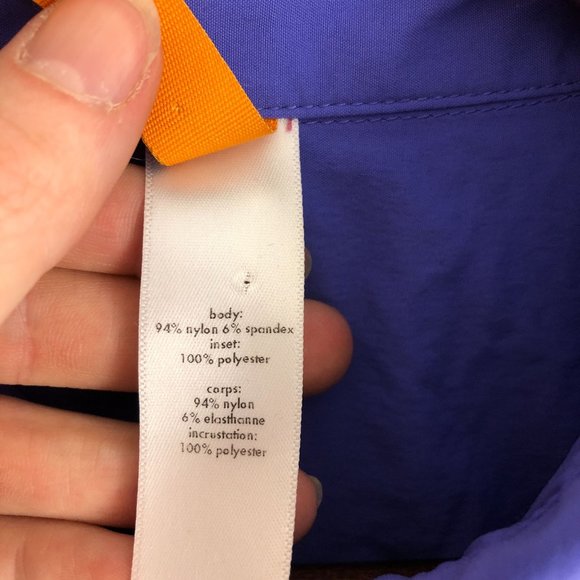 body:
94% nylon 6% spandex
inset:
100% polyester
corps:
94% nylon
6% elasthanne
incrustation:
100% polyester